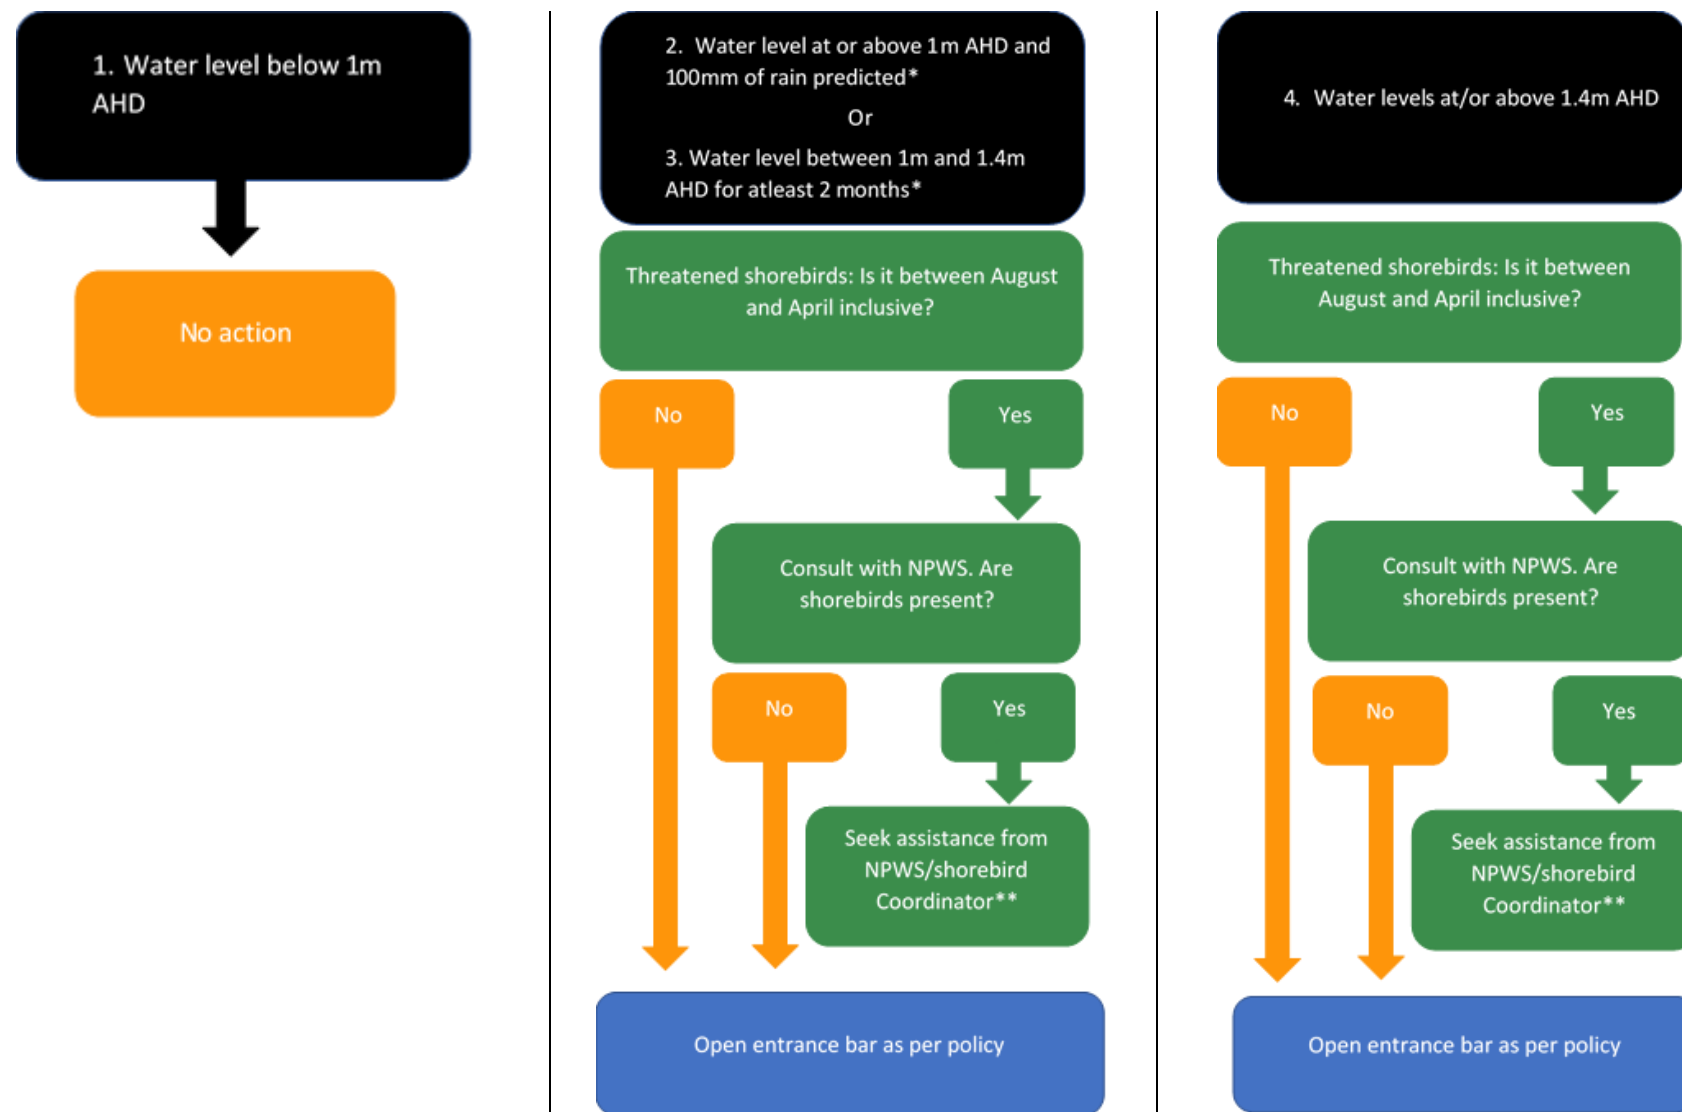 1. Water level below 1m
AHD
No action
2. Water level at or above 1m AHD and
100mm of rain predicted*
Or
3. Water level between 1m and 1.4m
AHD for atleast 2 months*
Threatened shorebirds: Is it between August
and April inclusive?
No
Yes
Consult with NPWS. Are
shorebirds present?
No
Yes
Seek assistance from
NPWS/shorebird
Coordinator**
Open entrance bar as per policy
4. Water levels at/or above 1.4m AHD
Threatened shorebirds: Is it between
August and April inclusive?
No
Yes
Consult with NPWS. Are
shorebirds present?
No
Yes
Seek assistance from
NPWS/shorebird
Coordinator**
Open entrance bar as per policy